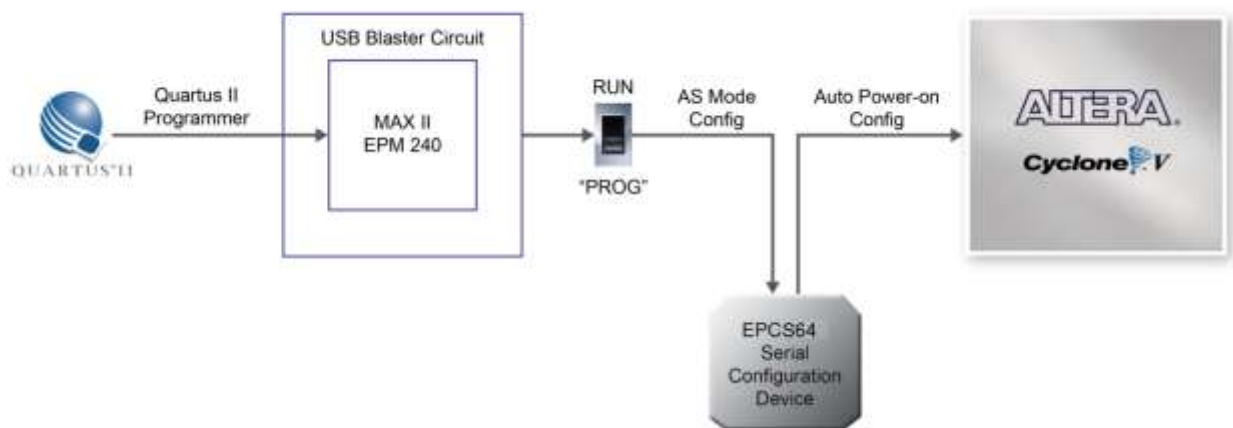 USB Blaster Circuit
Quartus II
Programmer
QUARTUS® II
MAX II
EPM 240
RUN
"PROG"
AS Mode
Config
Auto Power-on
Config
ALTERA®
Cyclone V
EPCS64
Serial
Configuration
Device